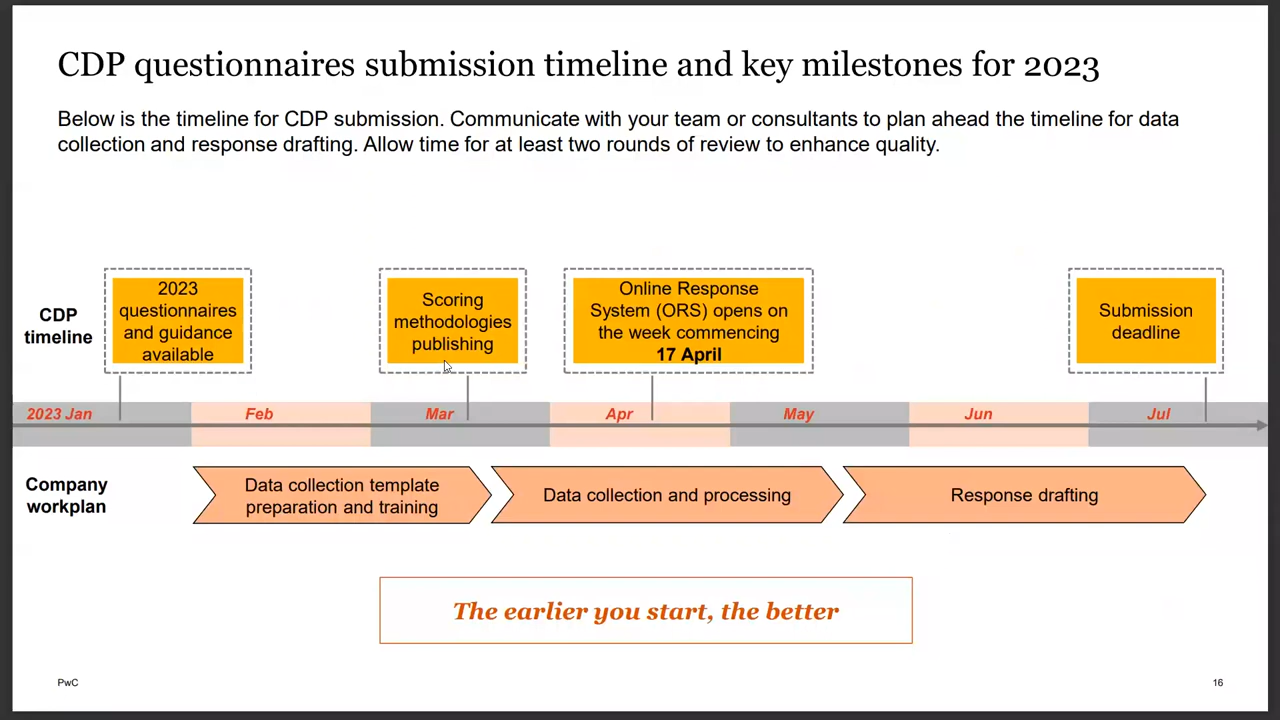 CDP questionnaires submission timeline and key milestones for 2023
Below is the timeline for CDP submission. Communicate with your team or consultants to plan ahead the timeline for data
collection and response drafting. Allow time for at least two rounds of review to enhance quality.
CDP
timeline
2023
questionnaires
and guidance
available
Scoring
methodologies
publishing
Online Response
System (ORS) opens on
the week commencing
17 April
Submission
deadline
2023 Jan
Feb
Mar
Apr
May
Jun
Jul
Company
workplan
Data collection template
preparation and training
Data collection and processing
Response drafting
The earlier you start, the better
PwC
16